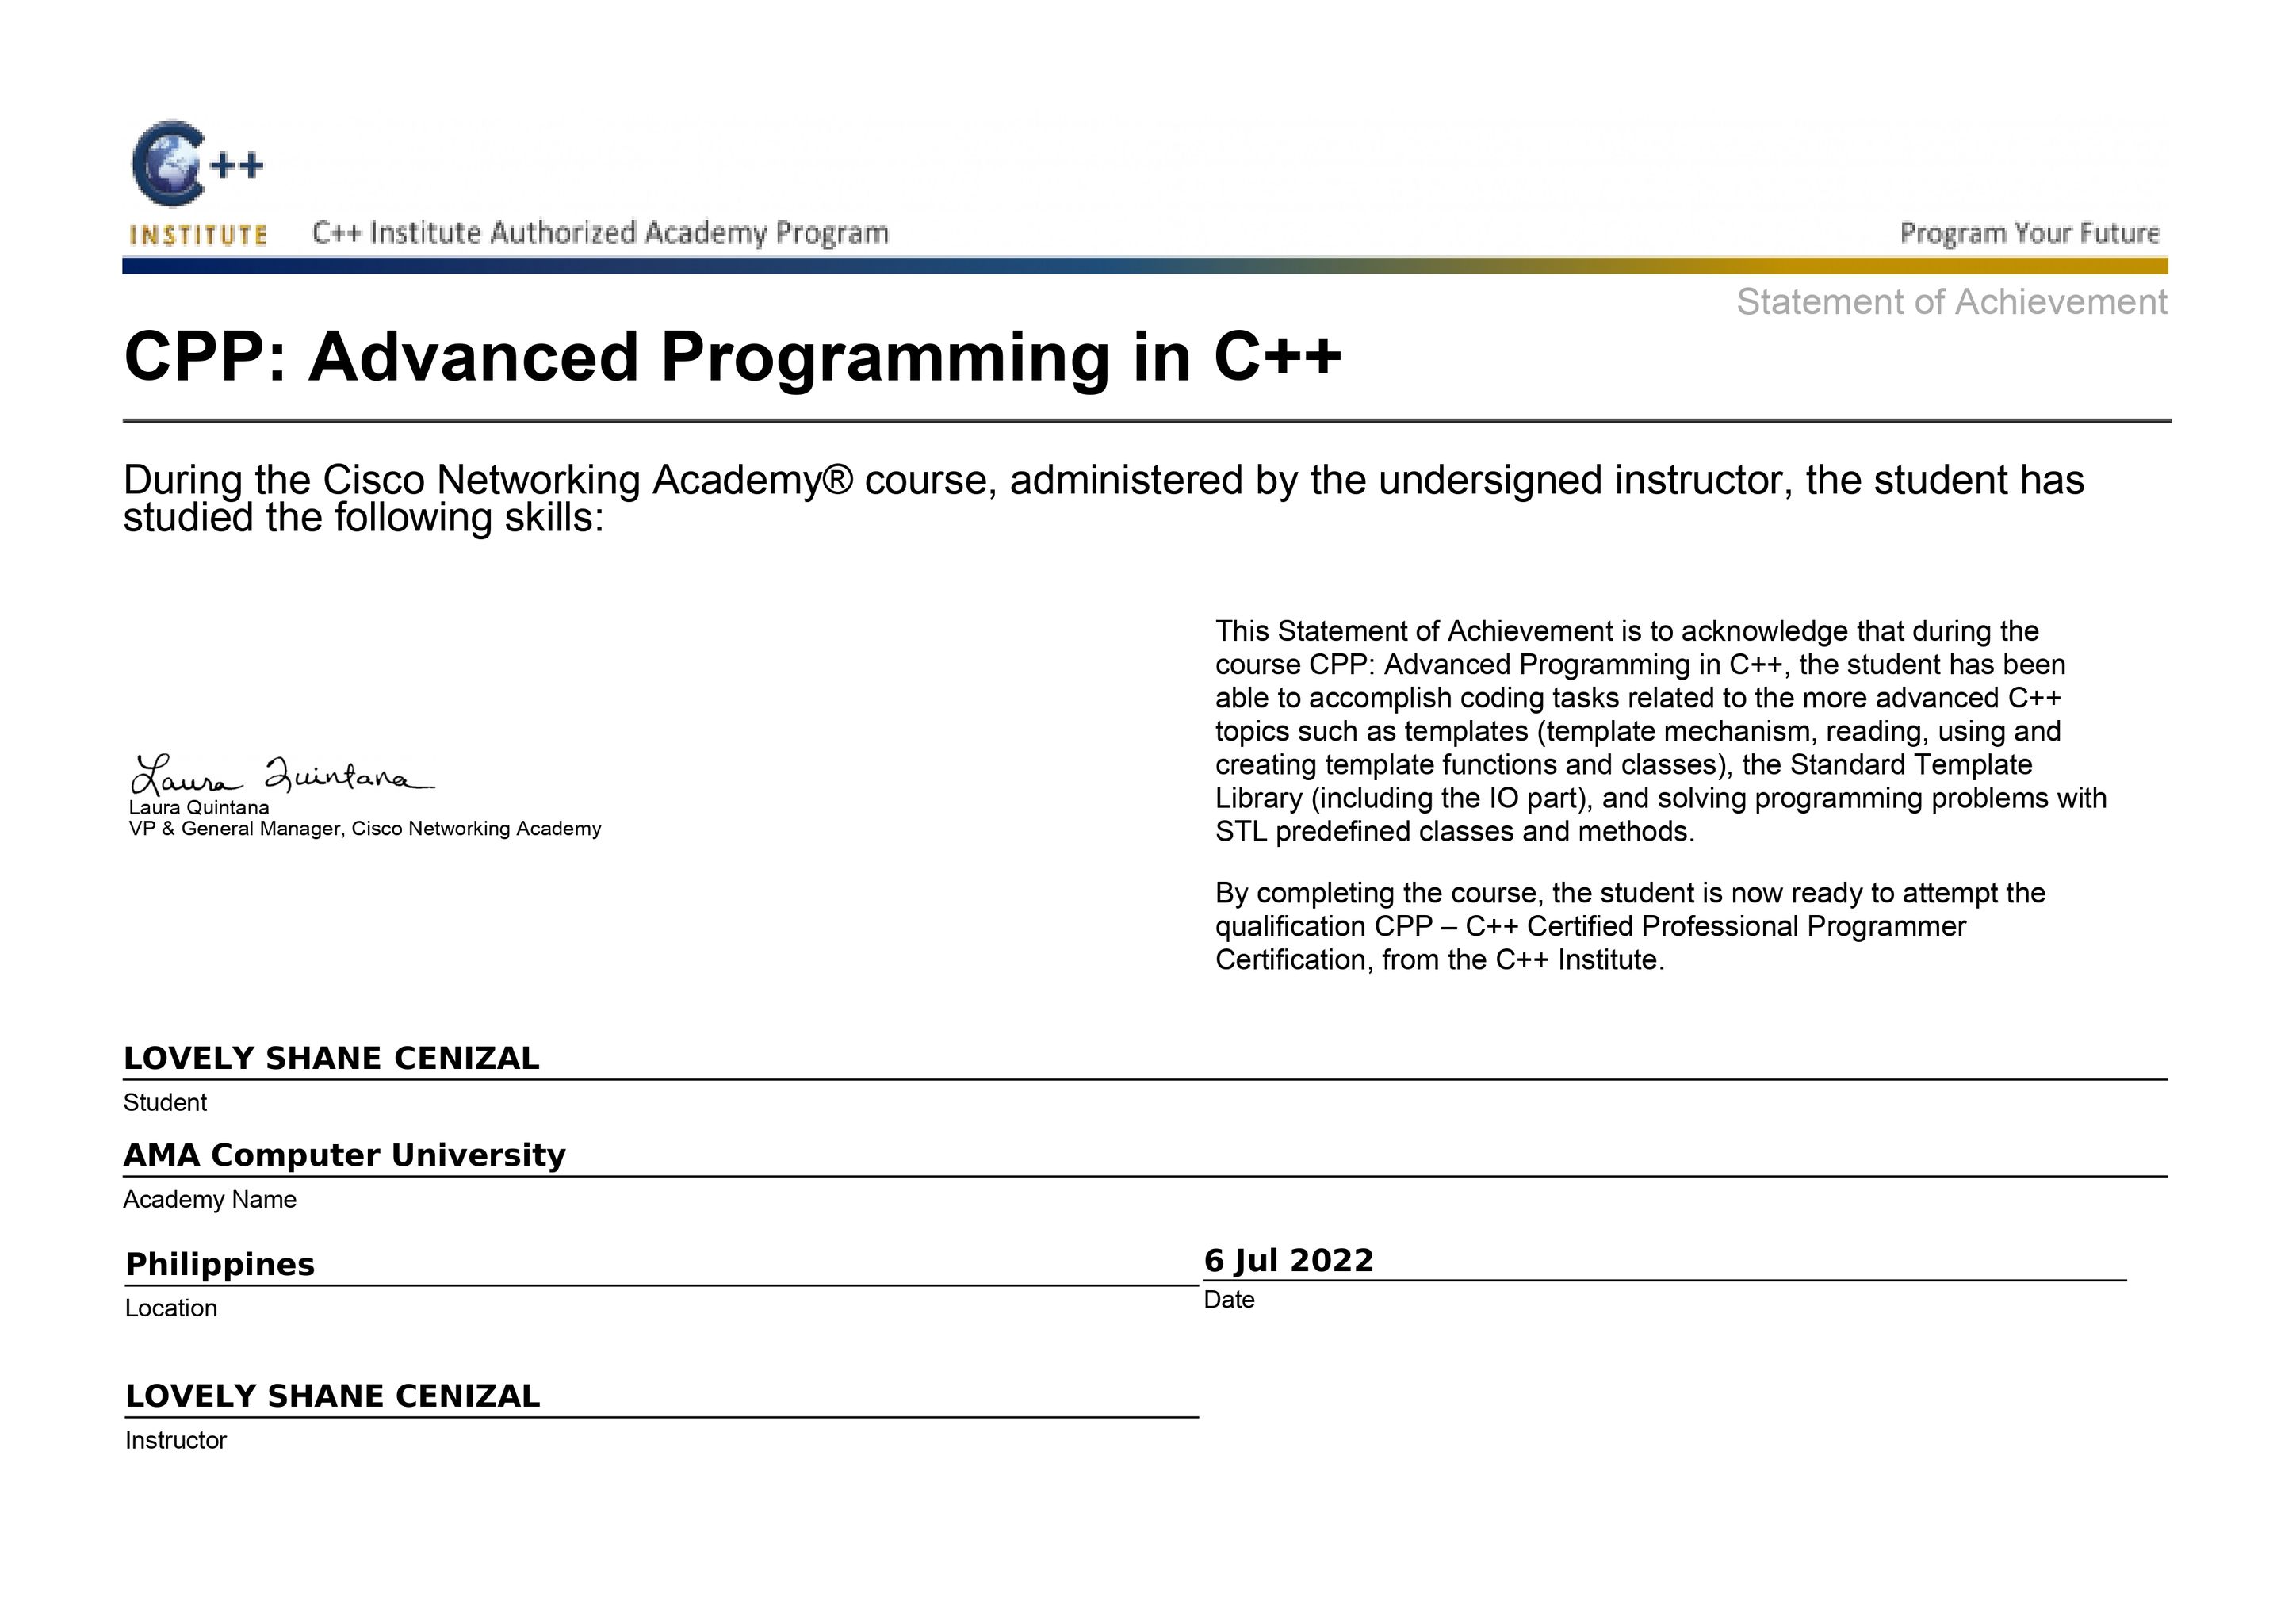 C++
INSTITUTE
C++ Institute Authorized Academy Program
Program Your Future
Statement of Achievement
CPP: Advanced Programming in C++
During the Cisco Networking Academy® course, administered by the undersigned instructor, the student has
studied the following skills:
Laura Quintana
Laura Quintana
VP & General Manager, Cisco Networking Academy
This Statement of Achievement is to acknowledge that during the
course CPP: Advanced Programming in C++, the student has been
able to accomplish coding tasks related to the more advanced C++
topics such as templates (template mechanism, reading, using and
creating template functions and classes), the Standard Template
Library (including the IO part), and solving programming problems with
STL predefined classes and methods.
By completing the course, the student is now ready to attempt the
qualification CPP – C++ Certified Professional Programmer
Certification, from the C++ Institute.
LOVELY SHANE CENIZAL
Student
AMA Computer University
Academy Name
Philippines
Location
6 Jul 2022
Date
LOVELY SHANE CENIZAL
Instructor